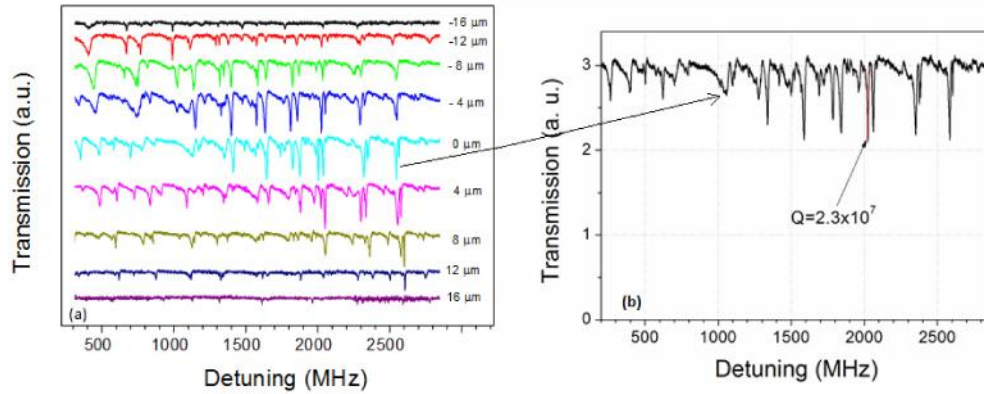 Transmission (a.u.)
-16 µm
-12 µm
- 8 µm
- 4 µm
0 µm
4 µm
8 µm
12 µm
16 µm
(a)
500 1000 1500 2000 2500
Detuning (MHz)
Transmission (a. u.)
3
2
1
0
Q=2.3x10⁷
(b)
500 1000 1500 2000 2500
Detuning (MHz)